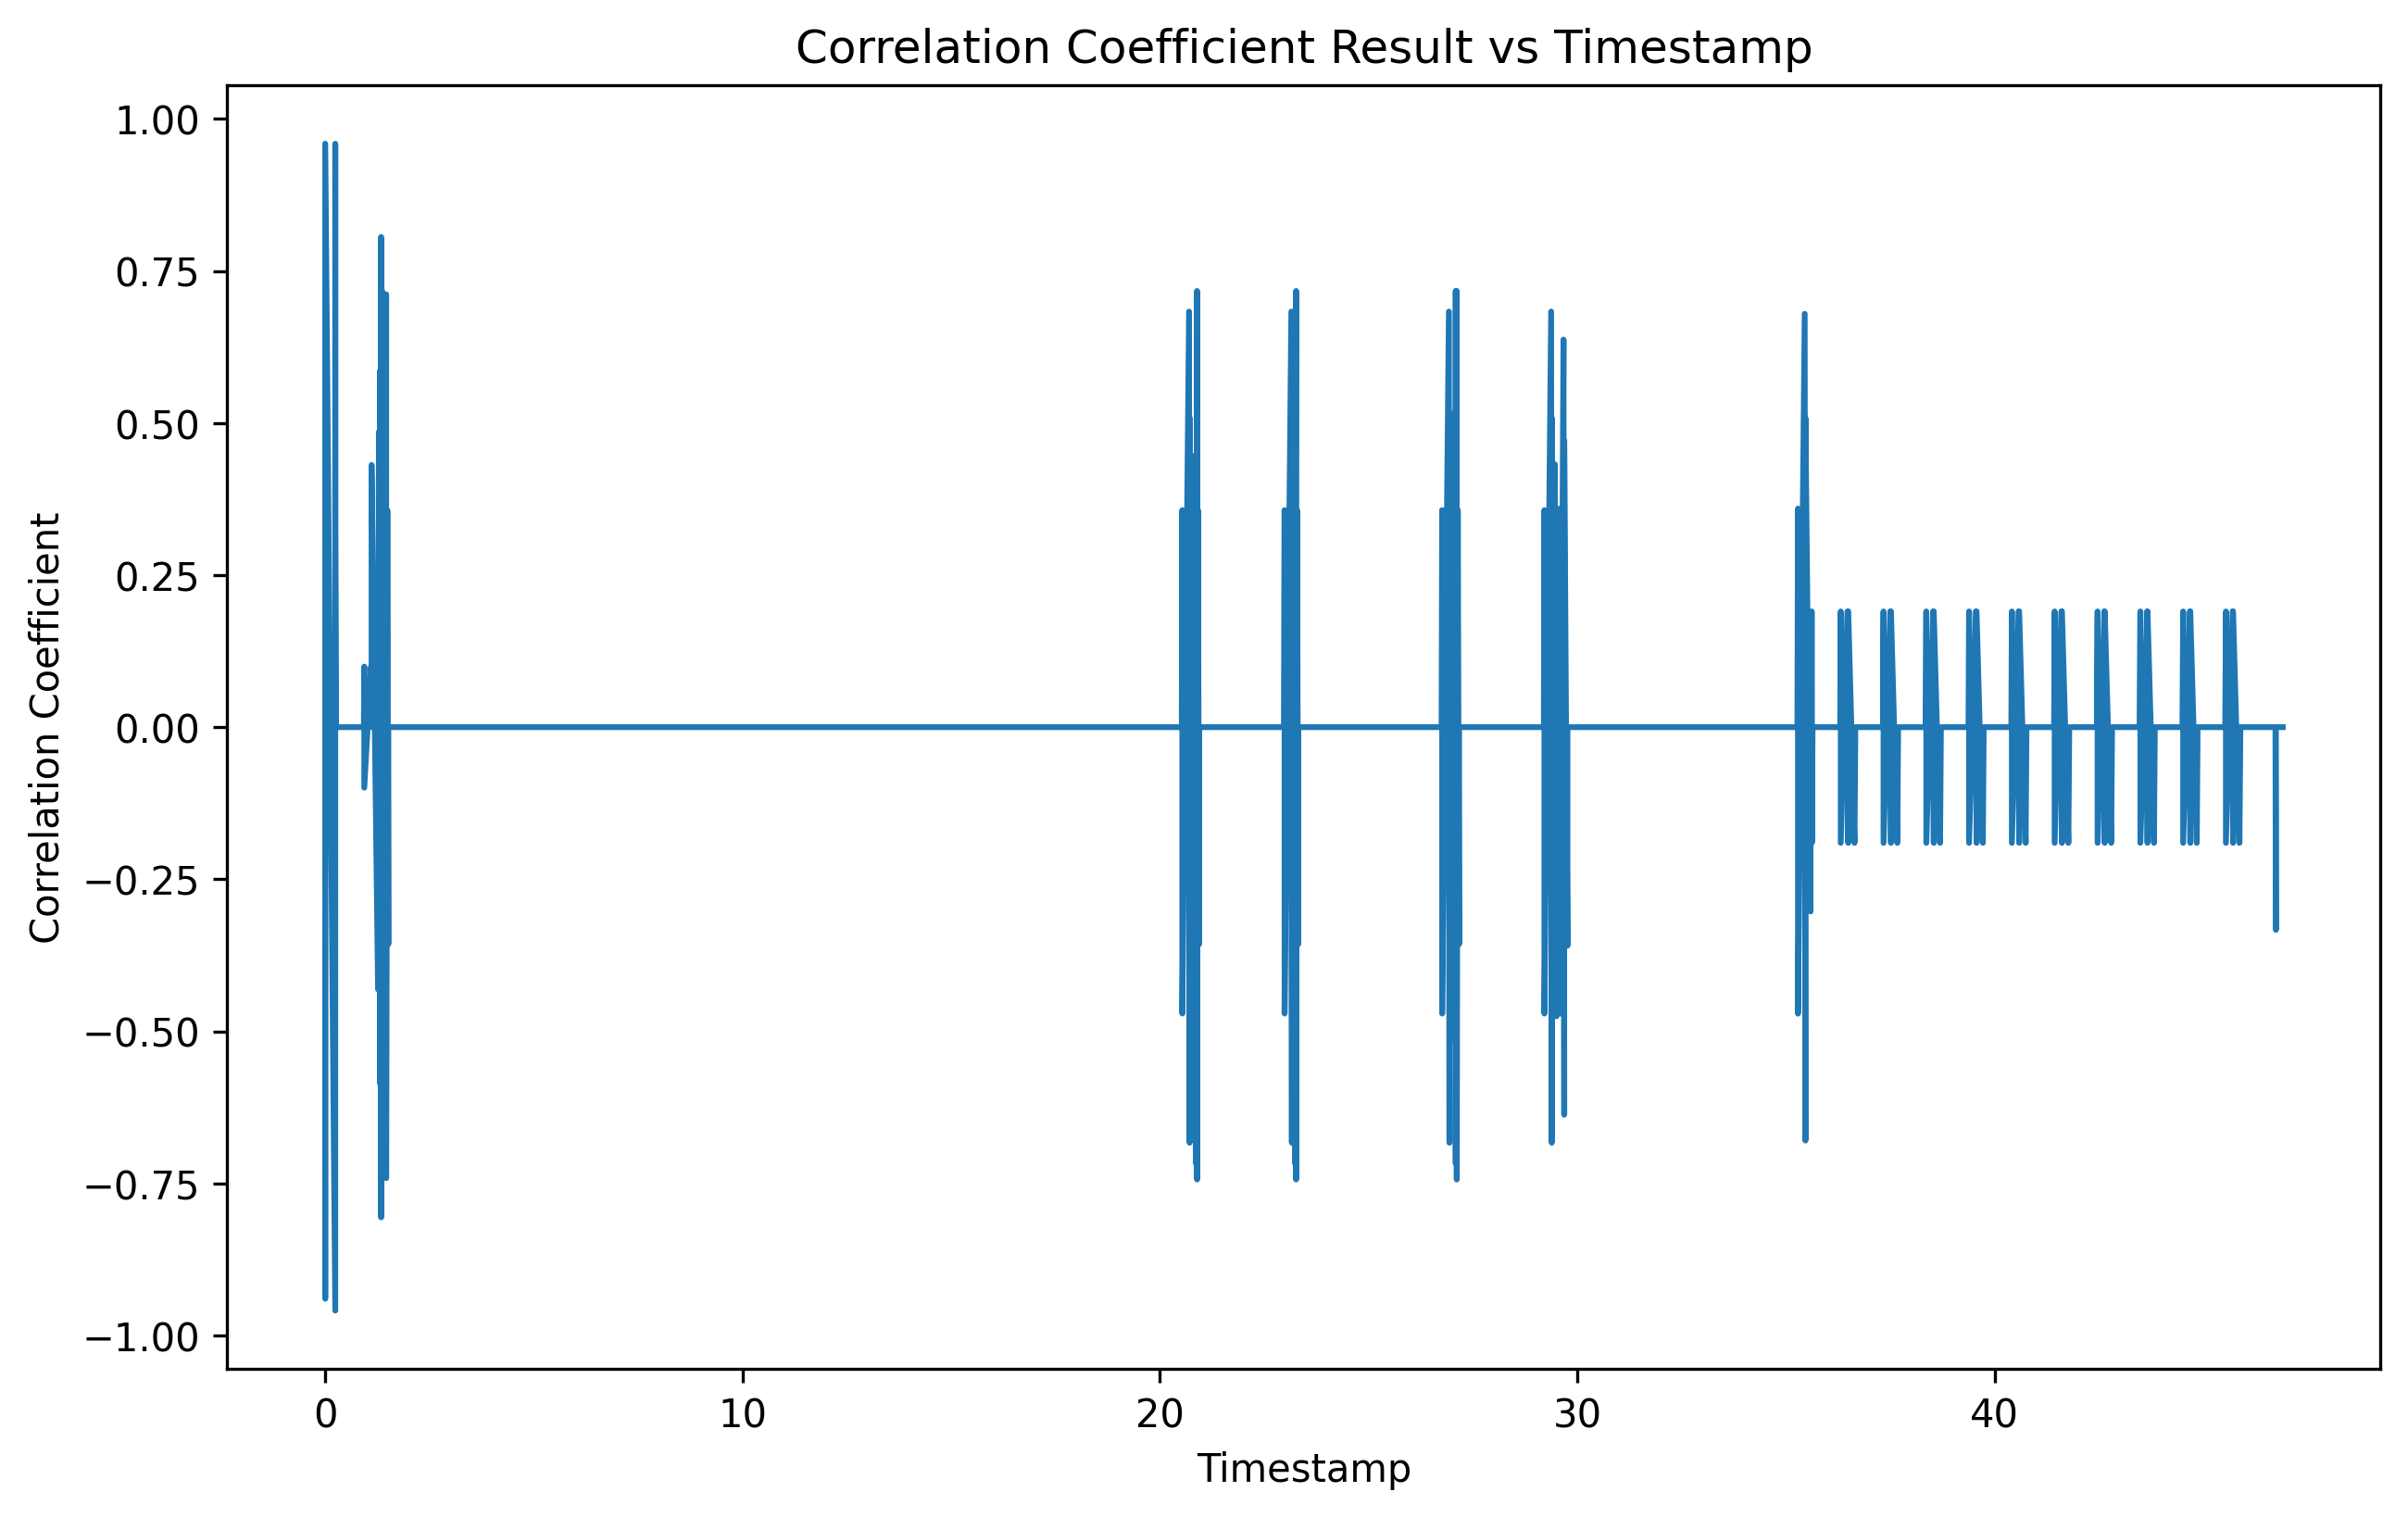 Correlation Coefficient Result vs Timestamp
Correlation Coefficient
1.00
0.75
0.50
0.25
0.00
−0.25
−0.50
−0.75
−1.00
0 10 20 30 40
Timestamp